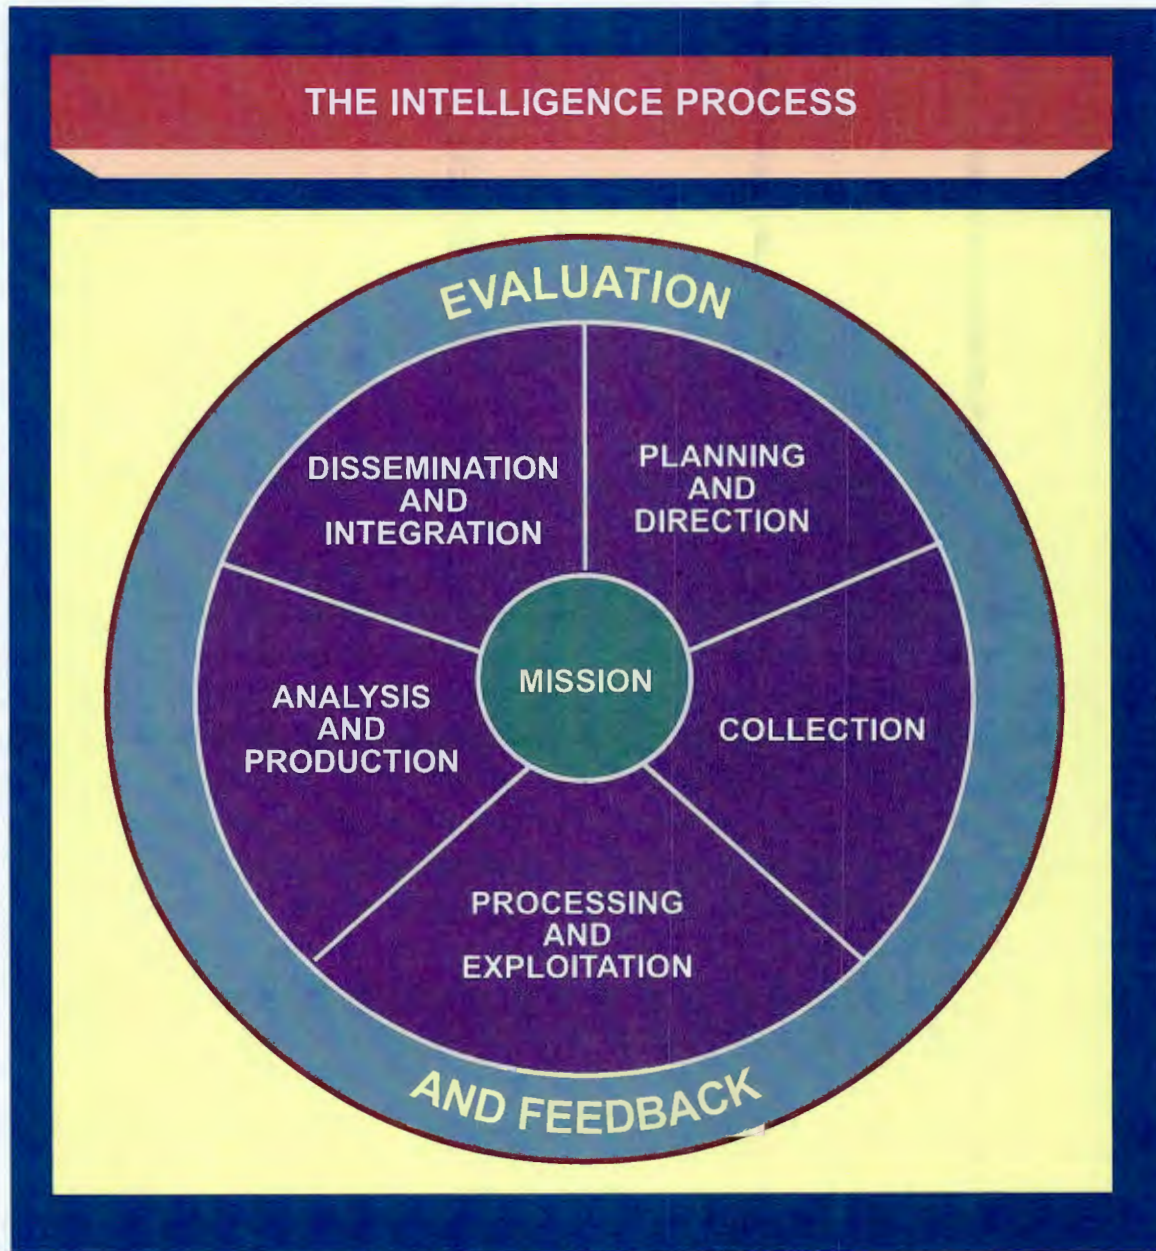 THE INTELLIGENCE PROCESS
EVALUATION
DISSEMINATION
AND
INTEGRATION
PLANNING
AND
DIRECTION
MISSION
ANALYSIS
AND
PRODUCTION
COLLECTION
PROCESSING
AND
EXPLOITATION
AND FEEDBACK